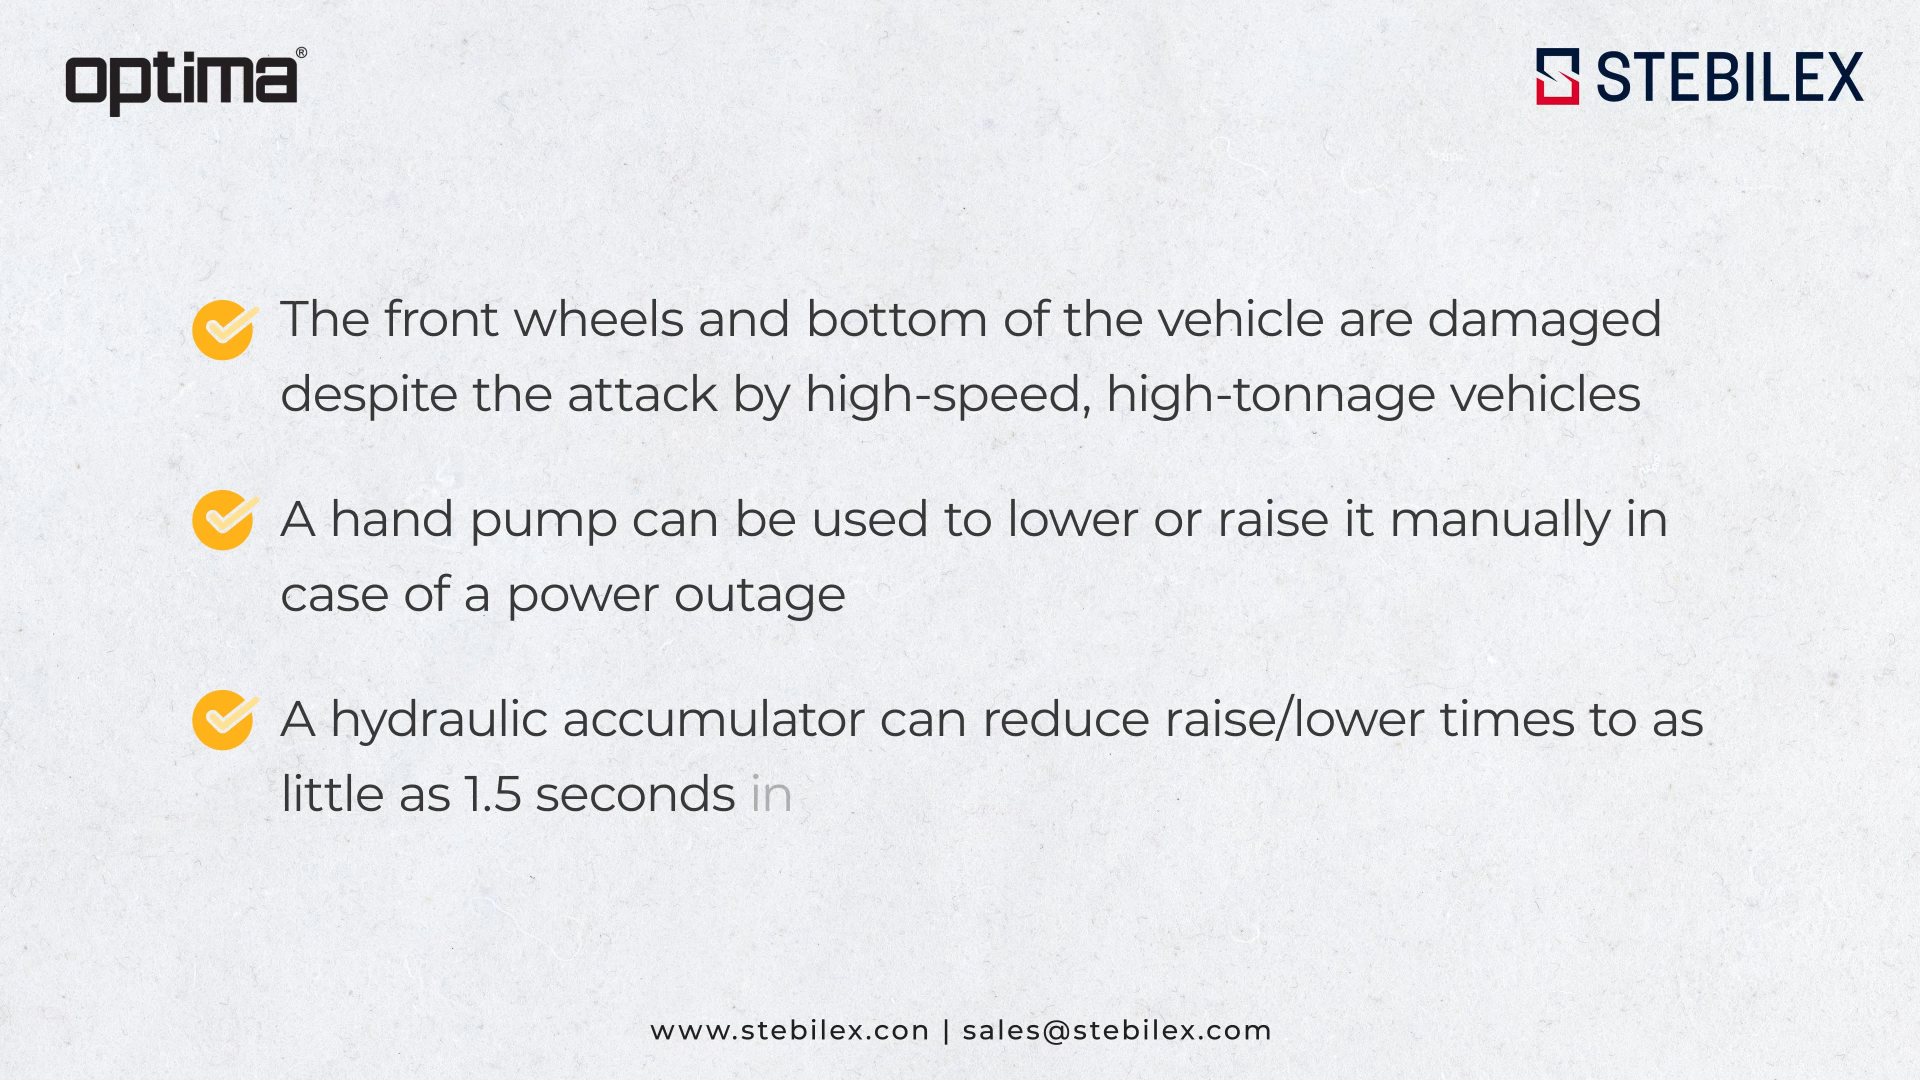 optima®
STEBILEX
The front wheels and bottom of the vehicle are damaged
despite the attack by high-speed, high-tonnage vehicles
A hand pump can be used to lower or raise it manually in
case of a power outage
A hydraulic accumulator can reduce raise/lower times to as
little as 1.5 seconds in
www.stebilex.con | sales@stebilex.com